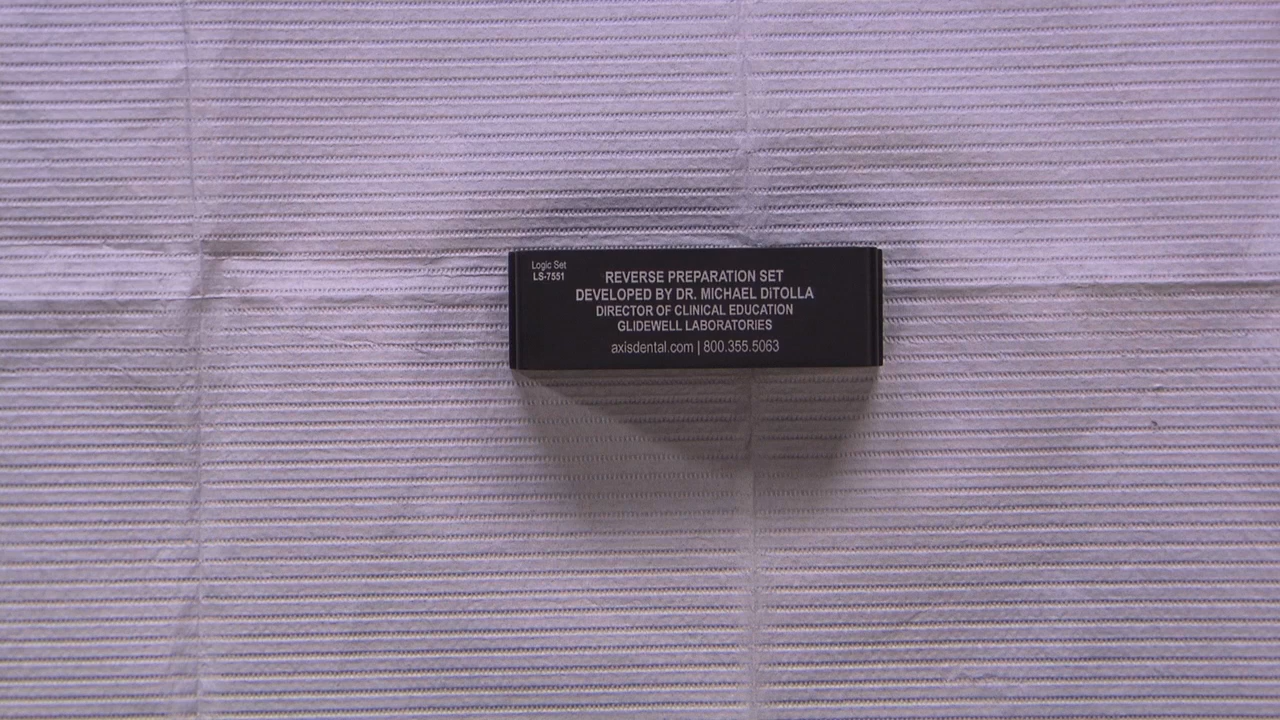 Logic Set
LS-7551
REVERSE PREPARATION SET
DEVELOPED BY DR. MICHAEL DiTOLLA
DIRECTOR OF CLINICAL EDUCATION
GLIDEWELL LABORATORIES
axisdental.com | 800.355.5063